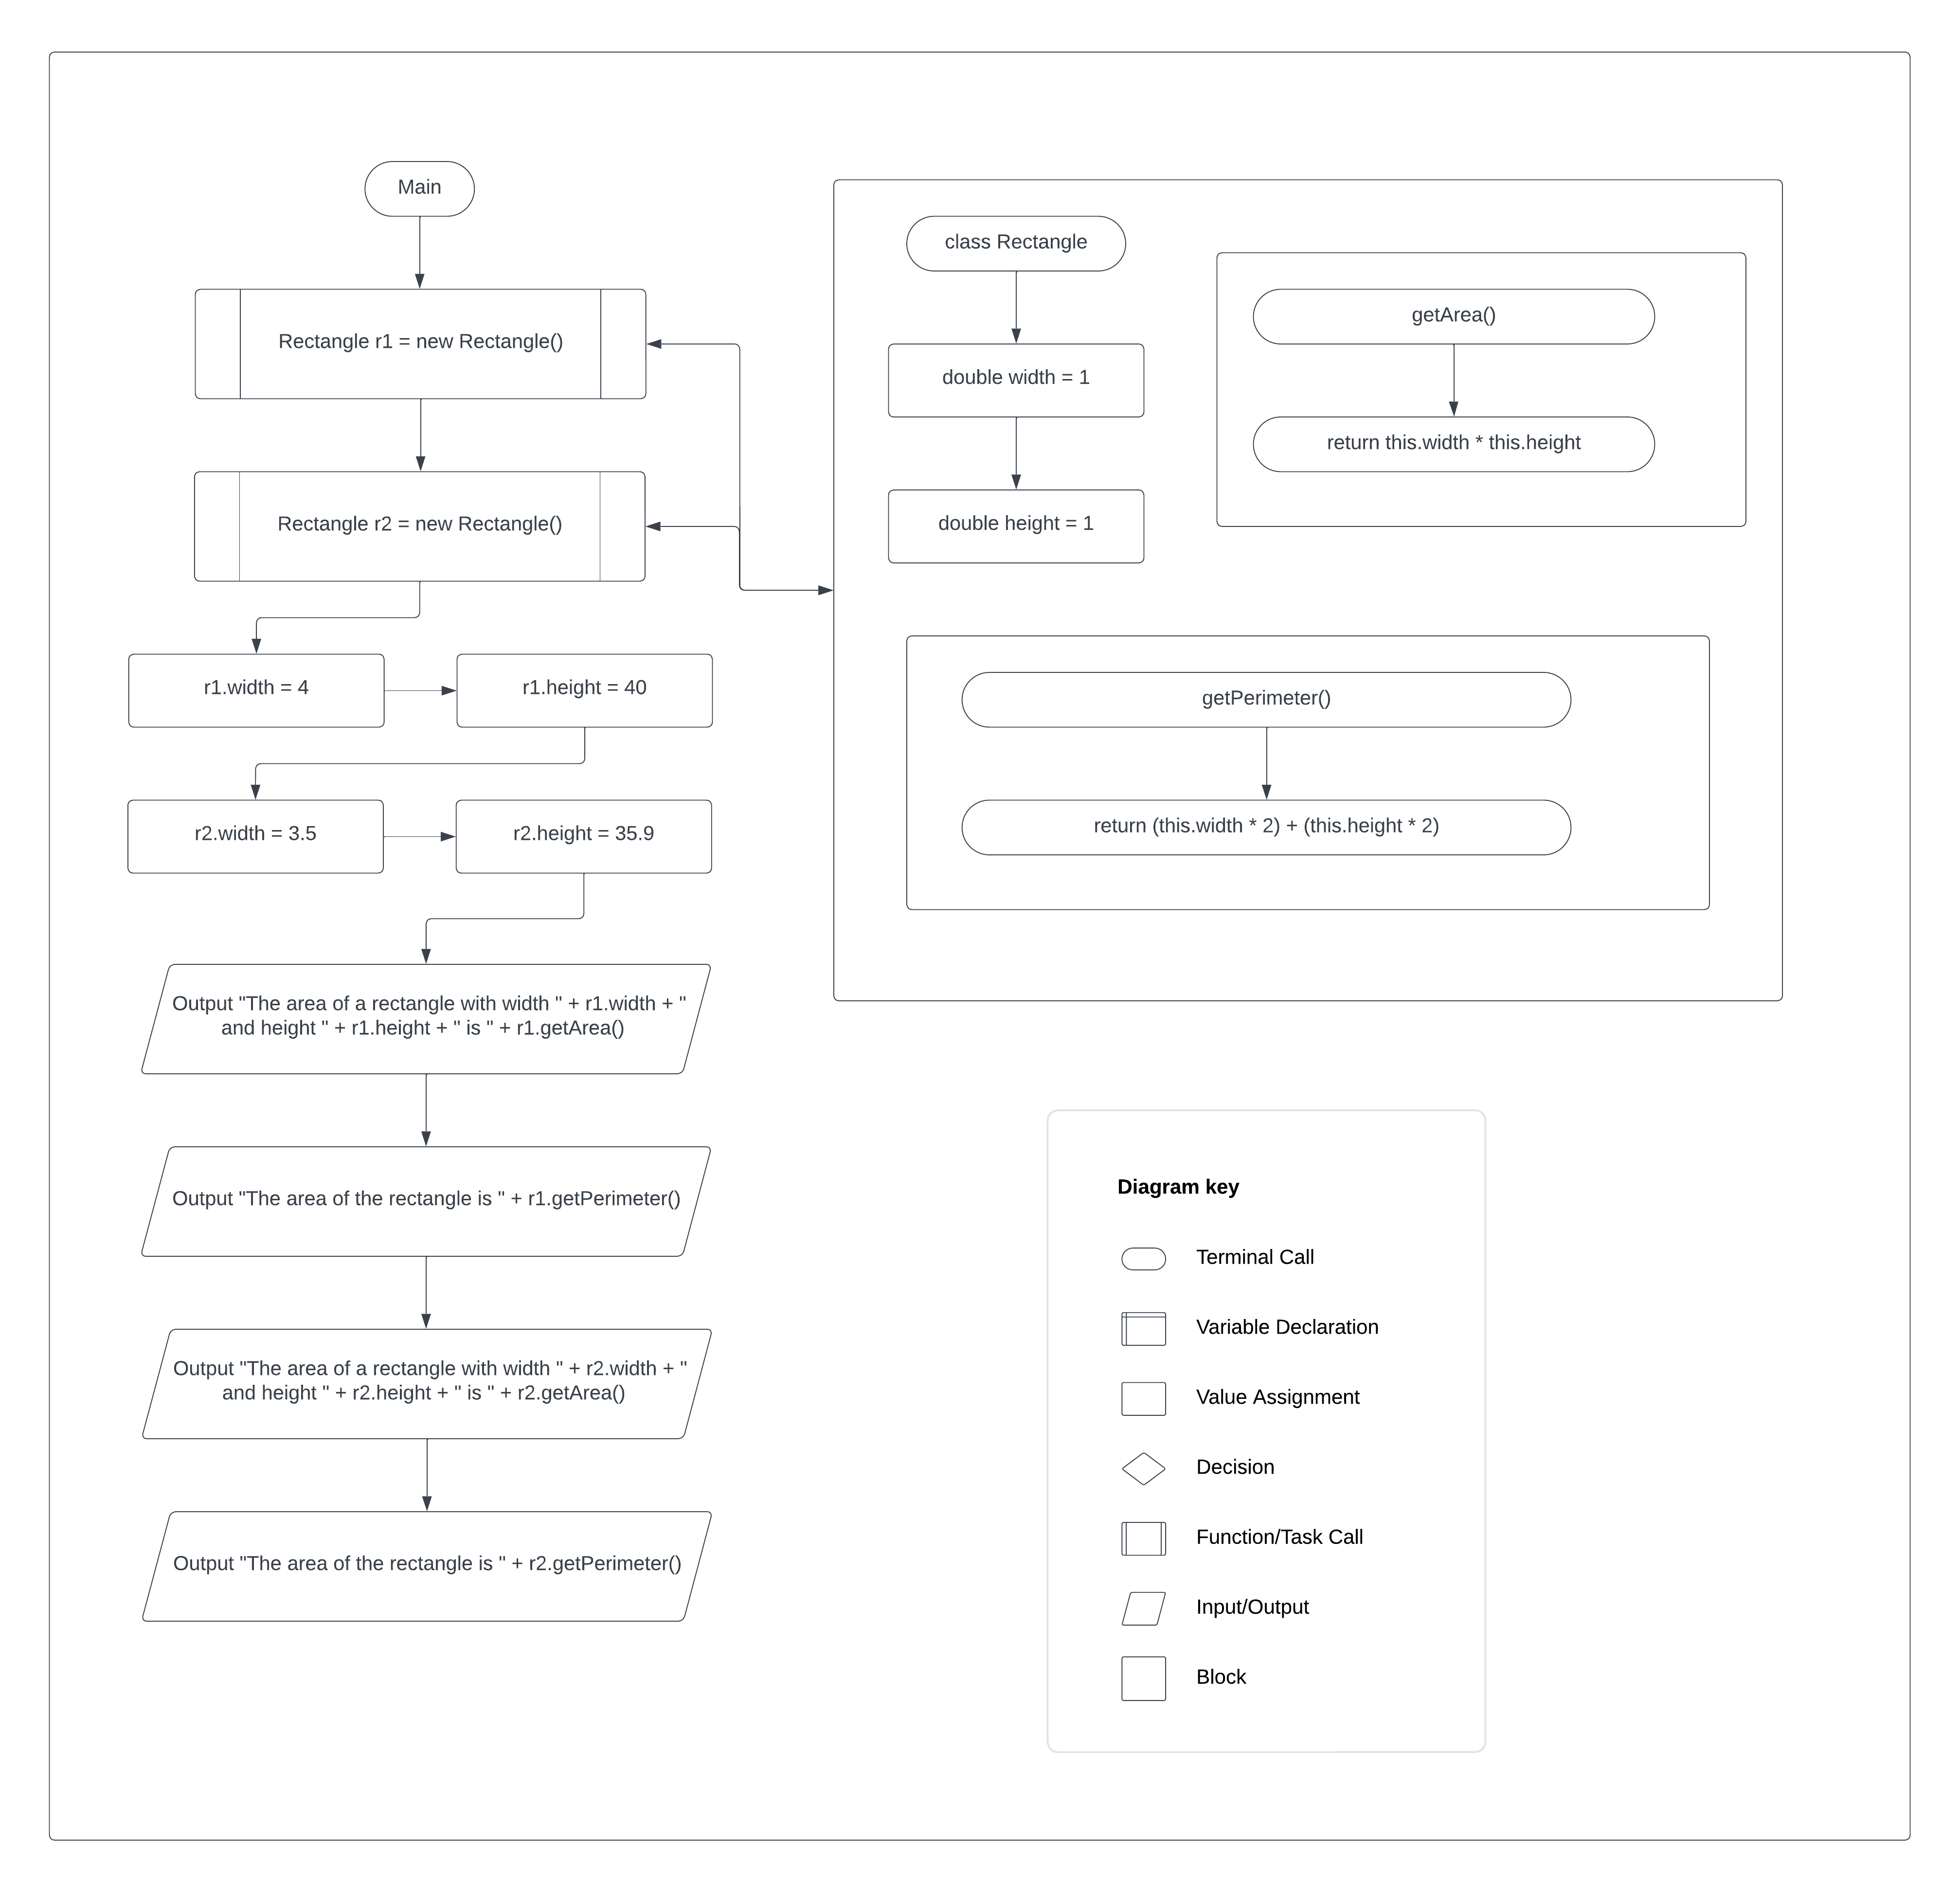 Main
Rectangle r1 = new Rectangle()
Rectangle r2 = new Rectangle()
r1.width = 4
r1.height = 40
r2.width = 3.5
r2.height = 35.9
Output "The area of a rectangle with width " + r1.width + "
and height " + r1.height + " is " + r1.getArea()
Output "The area of the rectangle is " + r1.getPerimeter()
Output "The area of a rectangle with width " + r2.width + "
and height " + r2.height + " is " + r2.getArea()
Output "The area of the rectangle is " + r2.getPerimeter()
class Rectangle
double width = 1
double height = 1
getArea()
return this.width * this.height
getPerimeter()
return (this.width * 2) + (this.height * 2)
Diagram key
Terminal Call
Variable Declaration
Value Assignment
Decision
Function/Task Call
Input/Output
Block